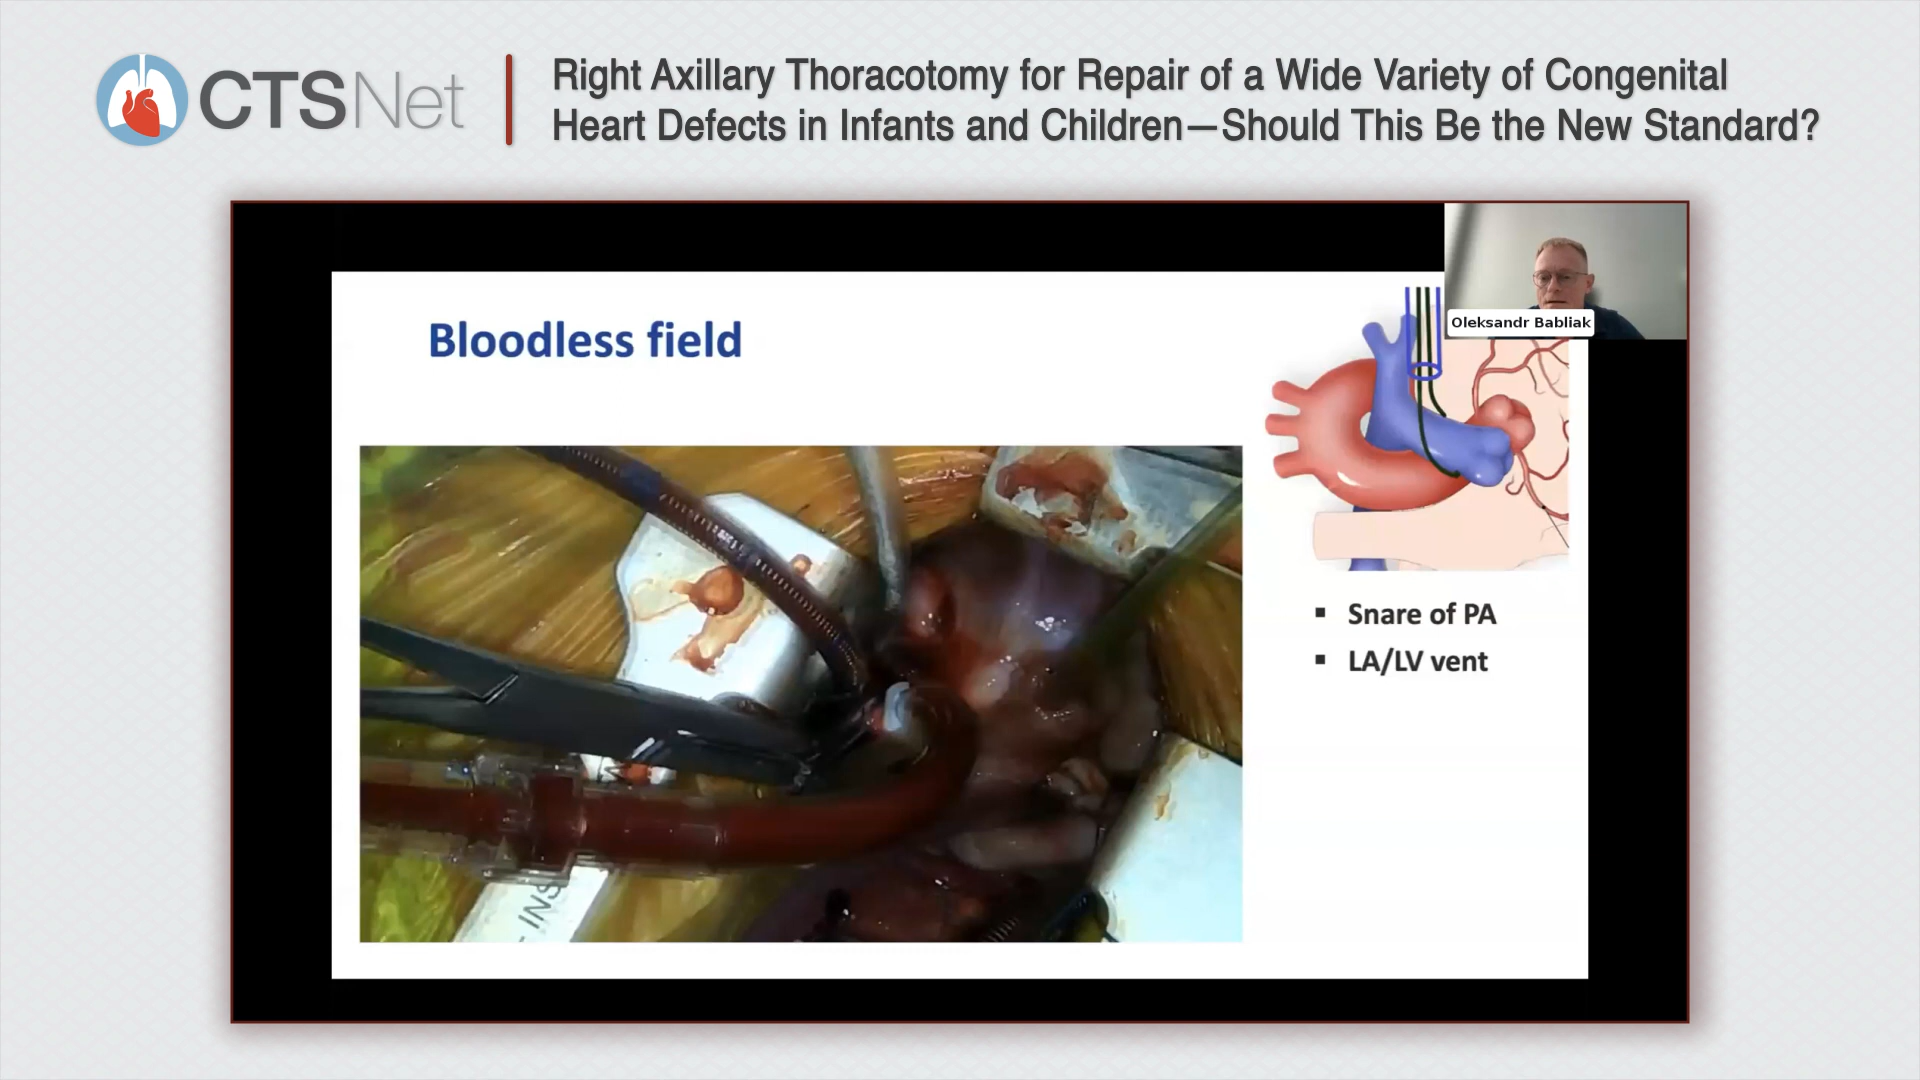 CTSNet
Right Axillary Thoracotomy for Repair of a Wide Variety of Congenital
Heart Defects in Infants and Children—Should This Be the New Standard?
Oleksandr Babliak
Bloodless field
▪ Snare of PA
▪ LA/LV vent
INS